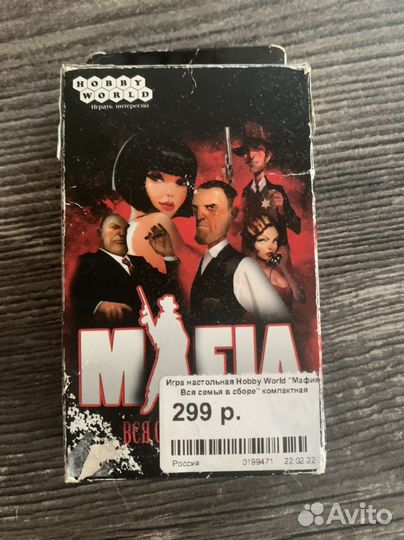 HOBBY
WORLD
Играть интересно
MAFIA
ВСЯ
Игра настольная Hobby World "Мафия
Вся семья в сборе" компактная
299 р.
Россия 0199471 22.02.22
Avito